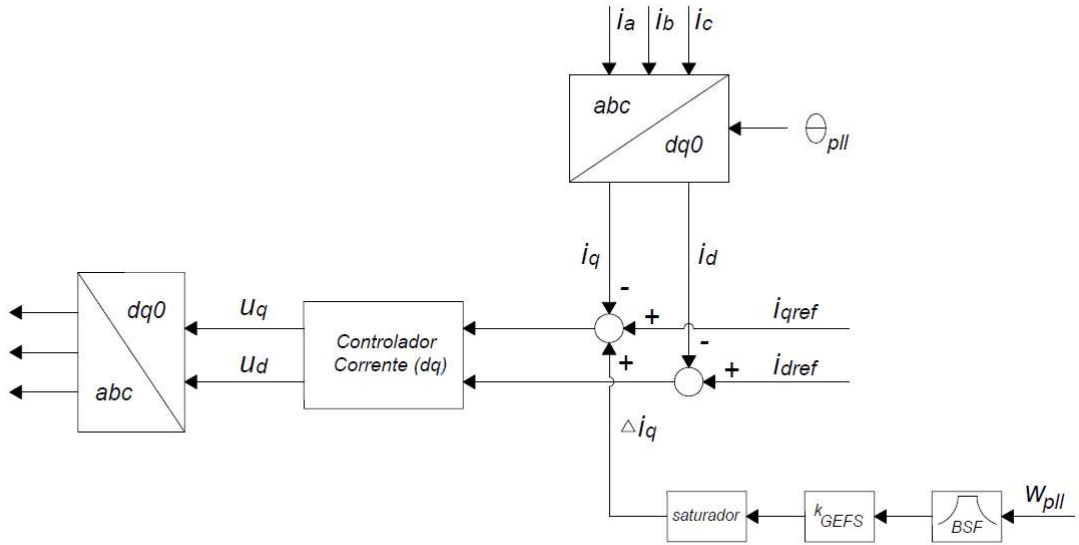 ia ib ic
abc
dq0
θpll
iq id
- 
+ iqref
-
+ + idref
dq0
abc
uq
ud
Controlador
Corrente (dq)
△iq
saturador
kGEFS
BSF
Wpll